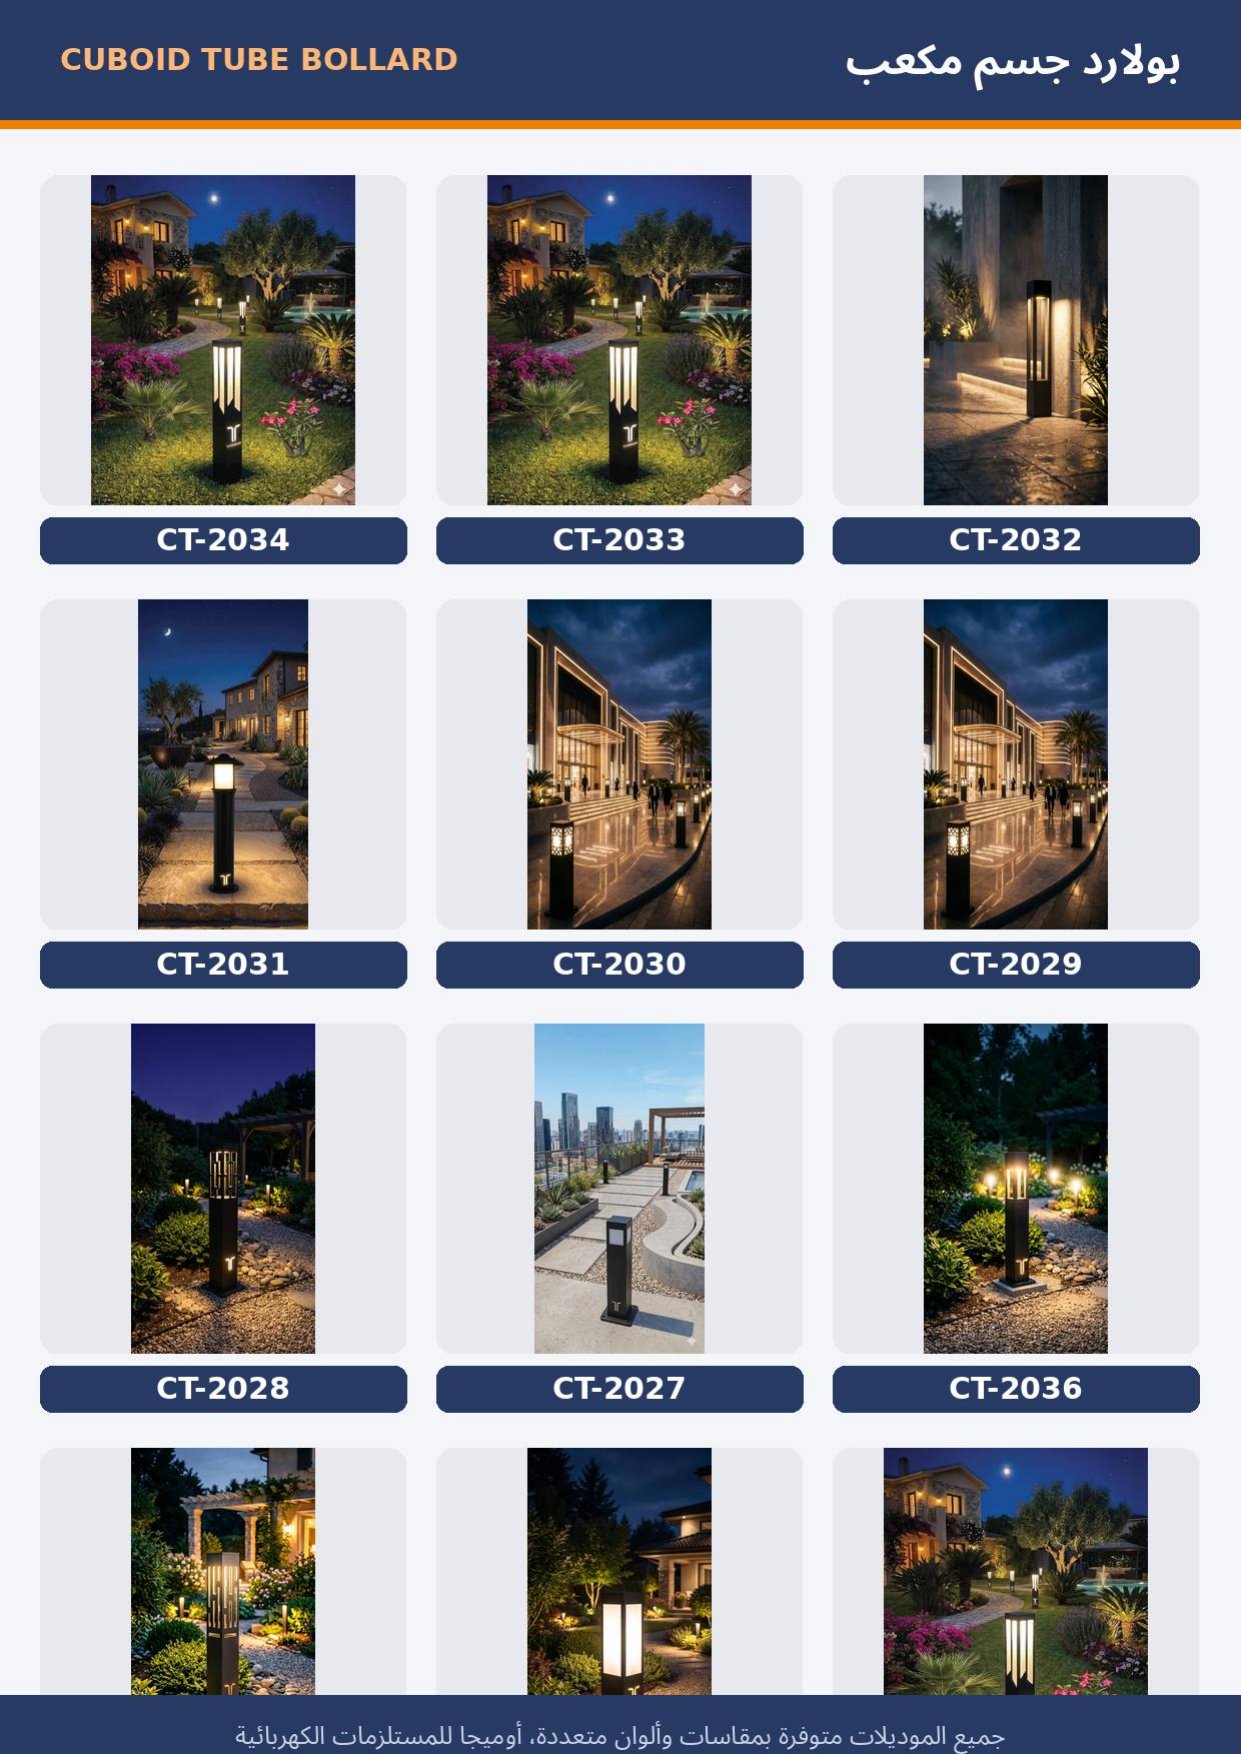 CUBOID TUBE BOLLARD
بولارد جسم مكعب
CT-2034
CT-2033
CT-2032
CT-2031
CT-2030
CT-2029
CT-2028
CT-2027
CT-2036
جميع الموديلات متوفرة بمقاسات وألوان متعددة، أوميجا للمستلزمات الكهربائية